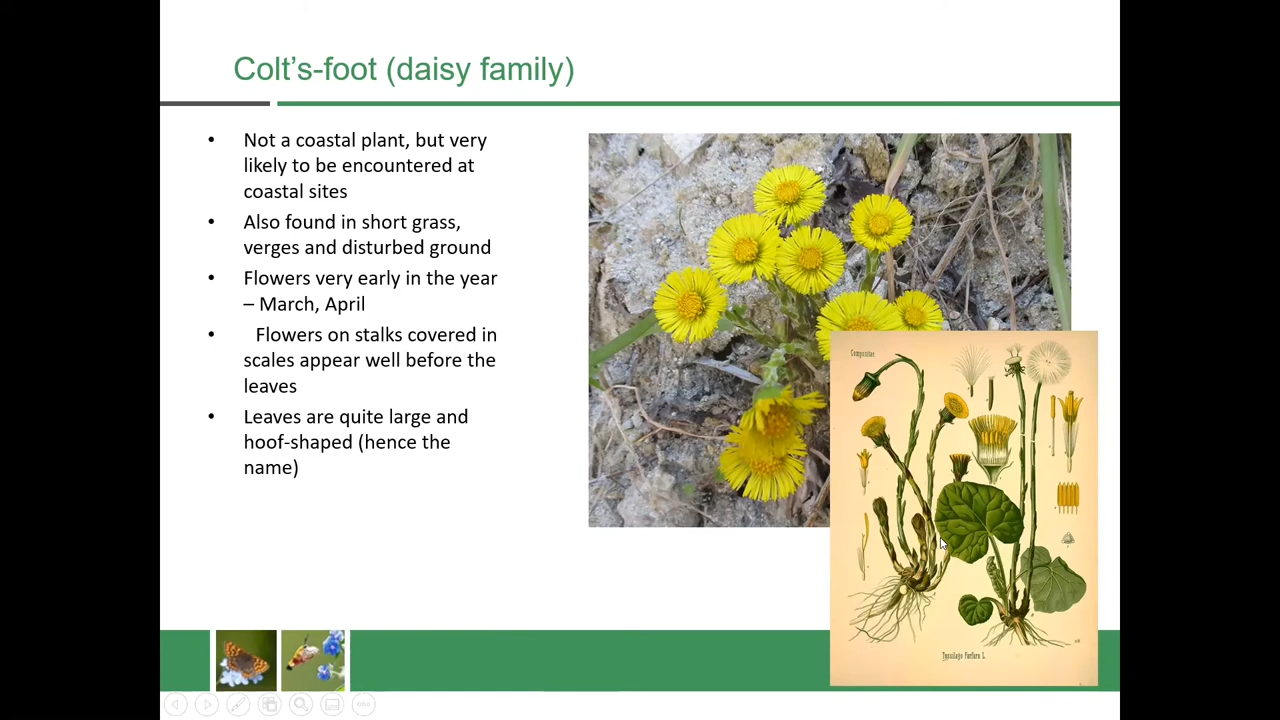 Colt's-foot (daisy family)
• Not a coastal plant, but very
likely to be encountered at
coastal sites
• Also found in short grass,
verges and disturbed ground
• Flowers very early in the year
– March, April
• Flowers on stalks covered in
scales appear well before the
leaves
• Leaves are quite large and
hoof-shaped (hence the
name)
Compositae.
Tussilago Farfara L.